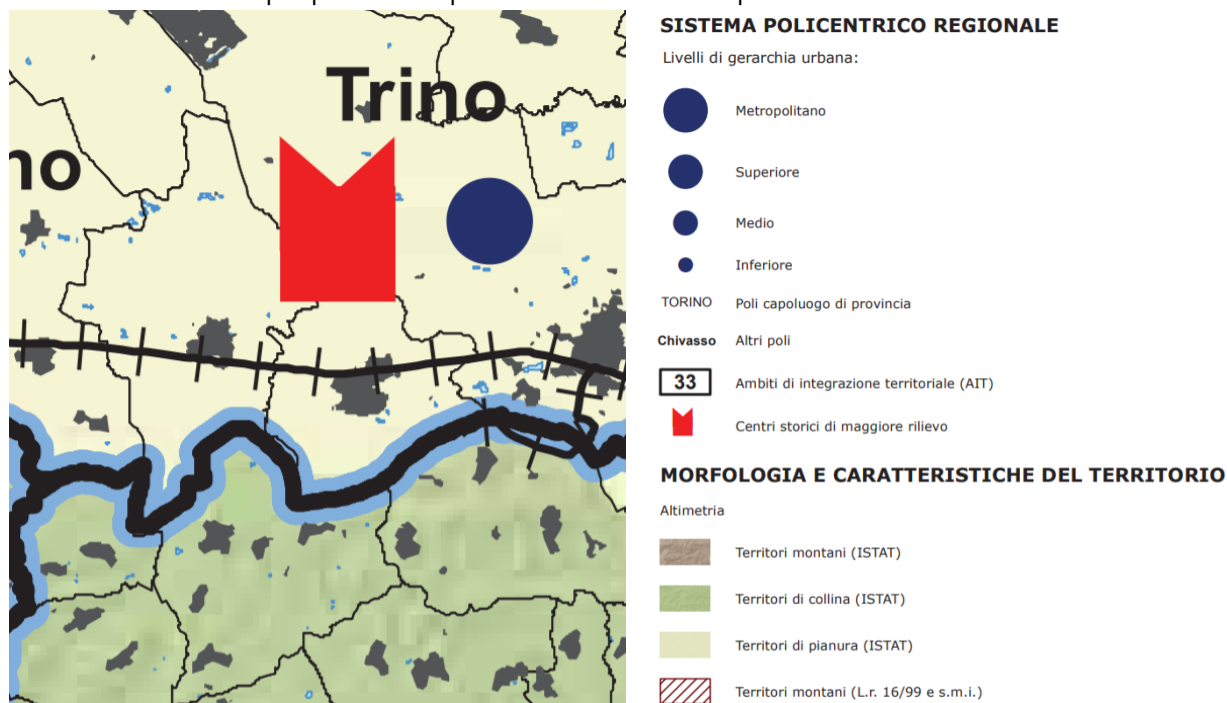 Trino
no
SISTEMA POLICENTRICO REGIONALE
Livelli di gerarchia urbana:
Metropolitano
Superiore
Medio
Inferiore
TORINO Poli capoluogo di provincia
Chivasso Altri poli
33 Ambiti di integrazione territoriale (AIT)
Centri storici di maggiore rilievo
MORFOLOGIA E CARATTERISTICHE DEL TERRITORIO
Altimetria
Territori montani (ISTAT)
Territori di collina (ISTAT)
Territori di pianura (ISTAT)
Territori montani (L.r. 16/99 e s.m.i.)